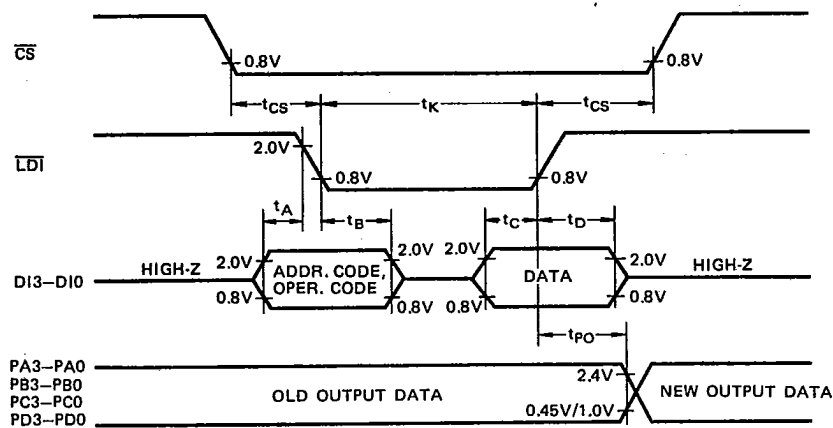 CS
0.8V
0.8V
tCS
tK
tCS
LDI
2.0V
0.8V
0.8V
tA
tB
tC
tD
DI3–DI0
HIGH-Z
2.0V
0.8V
ADDR. CODE,
OPER. CODE
2.0V
0.8V
2.0V
0.8V
DATA
2.0V
0.8V
HIGH-Z
tPO
PA3–PA0
PB3–PB0
PC3–PC0
PD3–PD0
OLD OUTPUT DATA
2.4V
0.45V/1.0V
NEW OUTPUT DATA